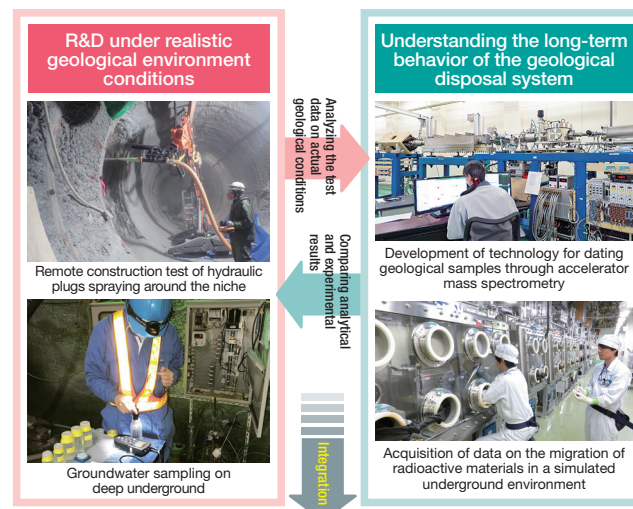 R&D under realistic
geological environment
conditions
Remote construction test of hydraulic
plugs spraying around the niche
Groundwater sampling on
deep underground
Analyzing the test
data on actual
geological conditions
Comparing analytical
and experimental
results
Integration
Understanding the long-term
behavior of the geological
disposal system
Development of technology for dating
geological samples through accelerator
mass spectrometry
Acquisition of data on the migration of
radioactive materials in a simulated
underground environment